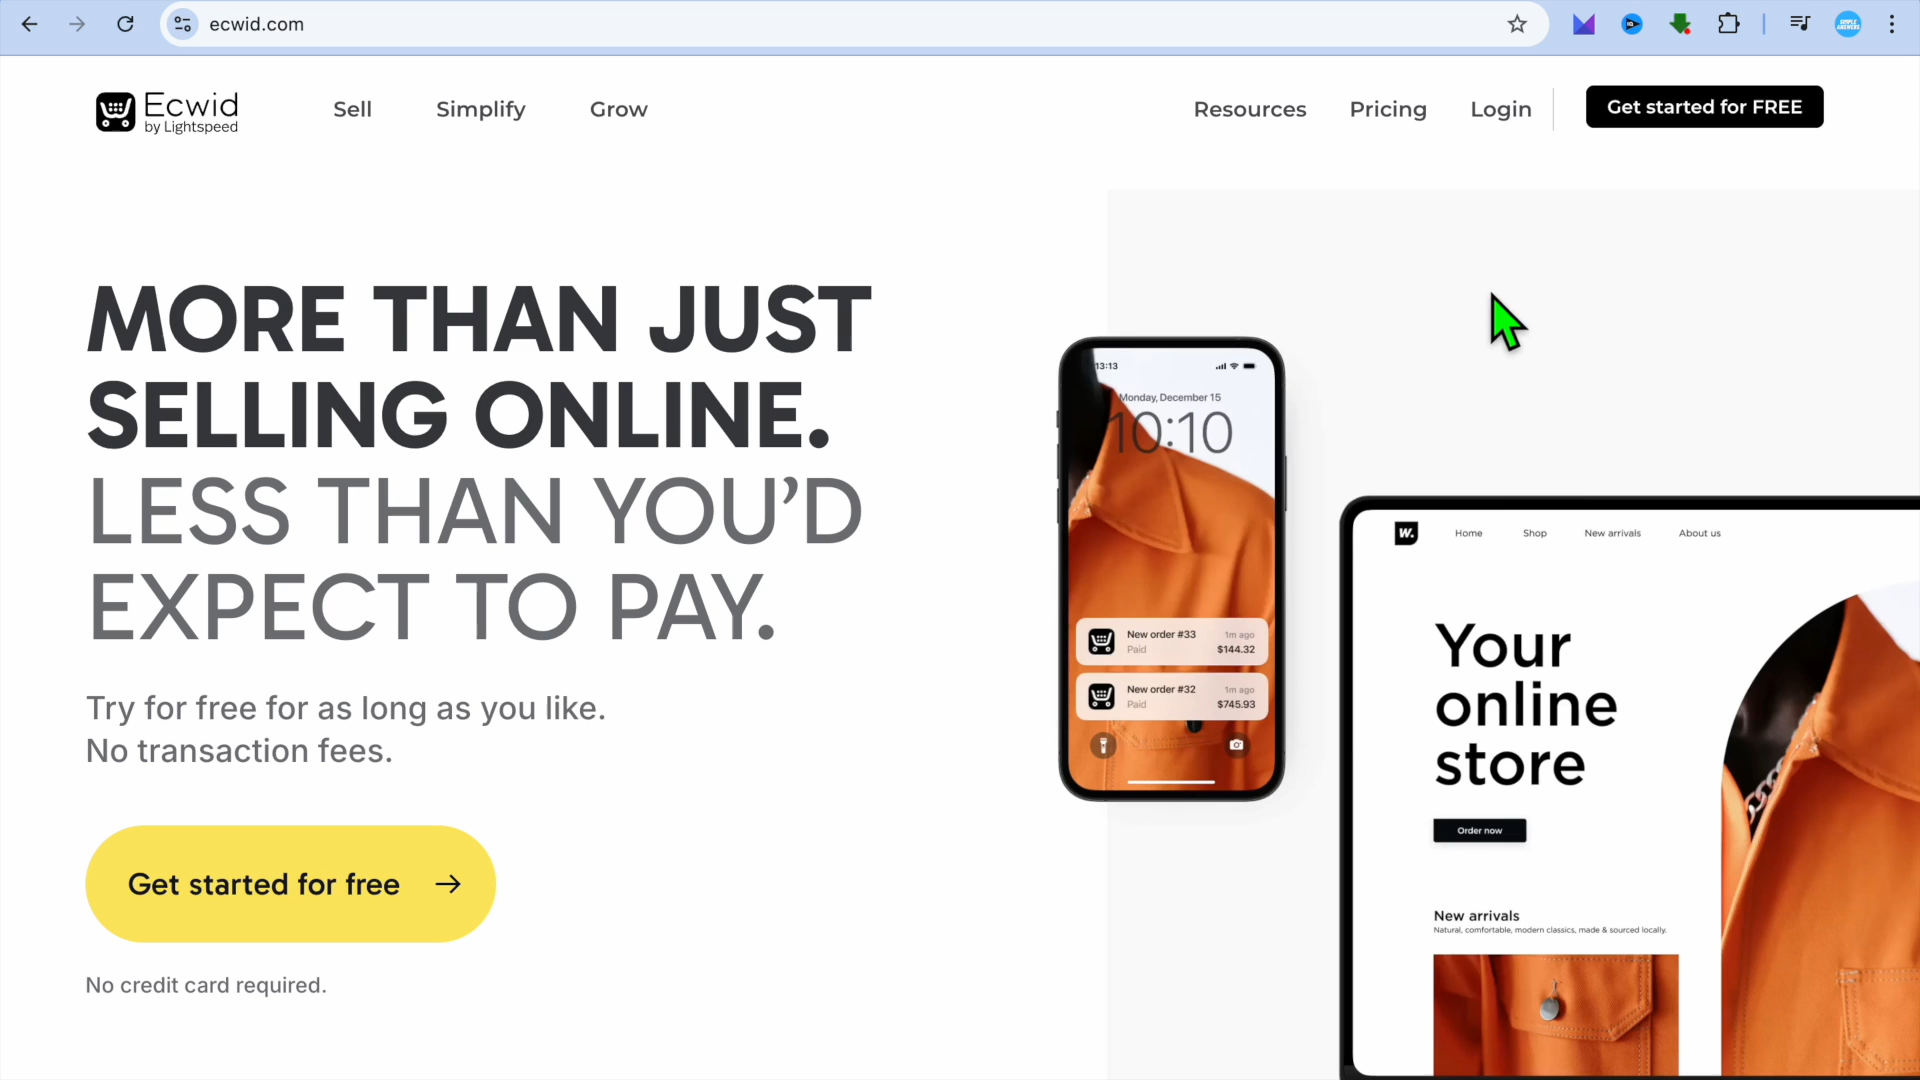 ecwid.com
Ecwid
by Lightspeed
Sell
Simplify
Grow
Resources
Pricing
Login
Get started for FREE
MORE THAN JUST
SELLING ONLINE.
LESS THAN YOU’D
EXPECT TO PAY.
Try for free for as long as you like.
No transaction fees.
Get started for free →
No credit card required.
13:13
Monday, December 15
10:10
New order #33 1m ago
Paid $144.32
New order #32 1m ago
Paid $745.93
W.
Home
Shop
New arrivals
About us
Your
online
store
Order now
New arrivals
Natural, comfortable, modern classics, made & sourced locally.